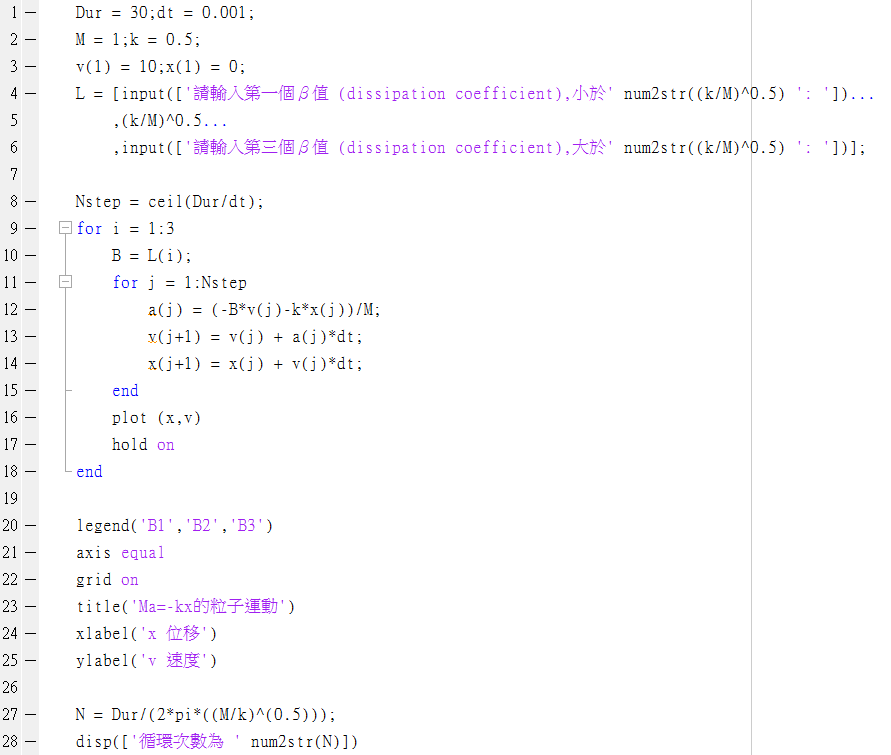 1 Dur = 30;dt = 0.001;
2 M = 1;k = 0.5;
3 v(1) = 10;x(1) = 0;
4 L = [input(['請輸入第一個β值 (dissipation coefficient),小於' num2str((k/M)^0.5) ': '])...
5 ,(k/M)^0.5...
6 ,input(['請輸入第三個β值 (dissipation coefficient),大於' num2str((k/M)^0.5) ': '])];
7
8 Nstep = ceil(Dur/dt);
9 for i = 1:3
10 B = L(i);
11 for j = 1:Nstep
12 a(j) = (-B*v(j)-k*x(j))/M;
13 v(j+1) = v(j) + a(j)*dt;
14 x(j+1) = x(j) + v(j)*dt;
15 end
16 plot (x,v)
17 hold on
18 end
19
20 legend('B1','B2','B3')
21 axis equal
22 grid on
23 title('Ma=-kx的粒子運動')
24 xlabel('x 位移')
25 ylabel('v 速度')
26
27 N = Dur/(2*pi*((M/k)^(0.5)));
28 disp(['循環次數為 ' num2str(N)])